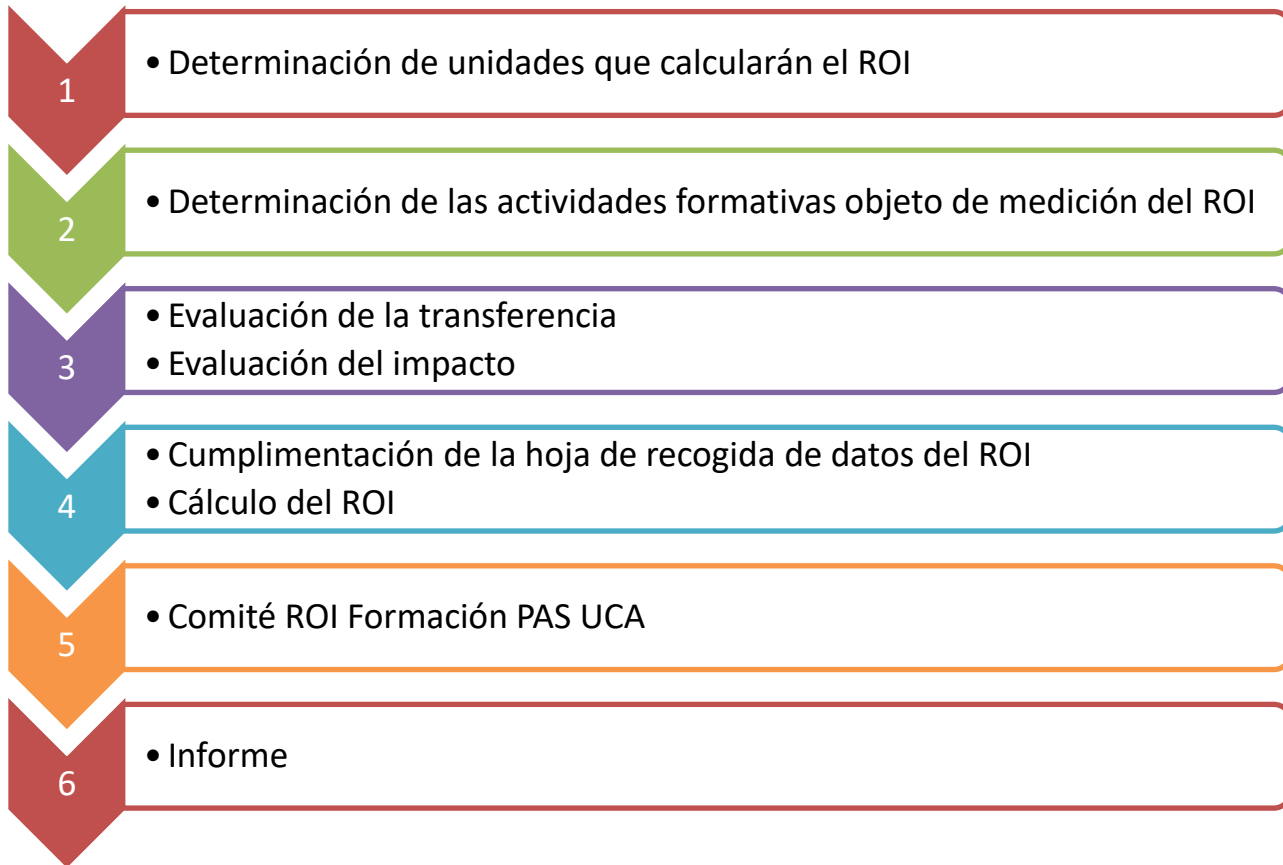 1
• Determinación de unidades que calcularán el ROI
2
• Determinación de las actividades formativas objeto de medición del ROI
3
• Evaluación de la transferencia
• Evaluación del impacto
4
• Cumplimentación de la hoja de recogida de datos del ROI
• Cálculo del ROI
5
• Comité ROI Formación PAS UCA
6
• Informe